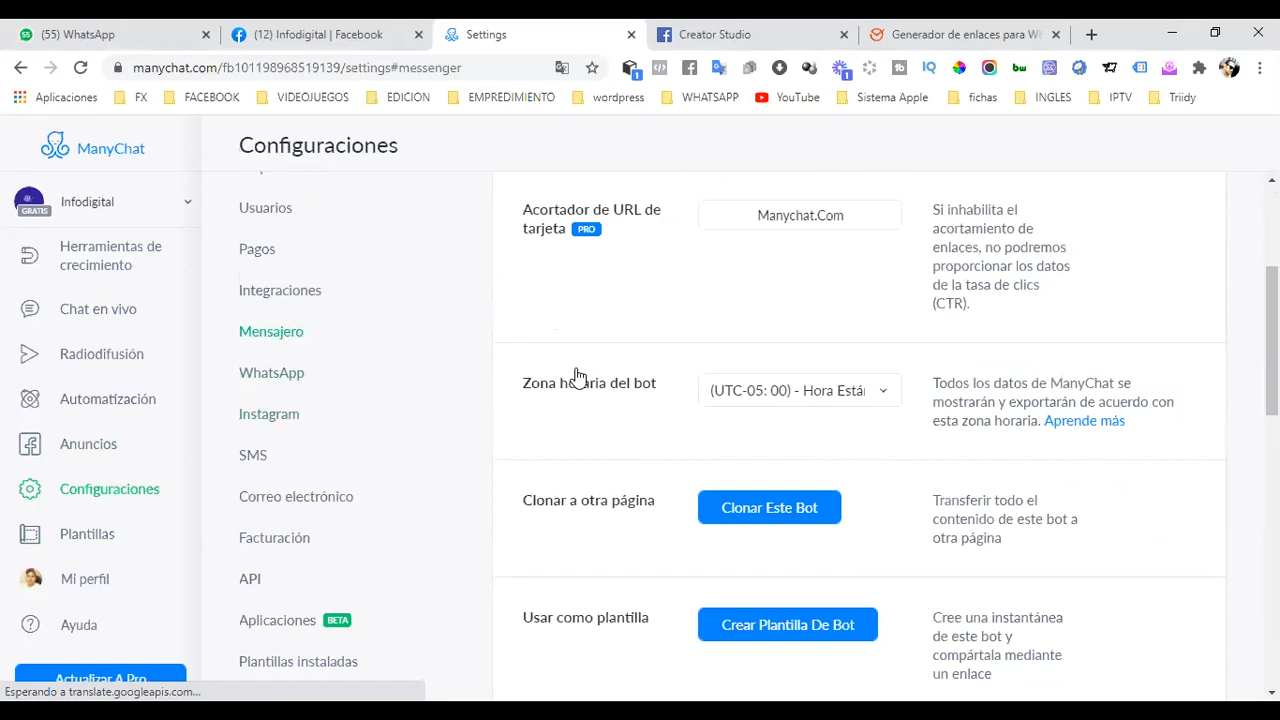 (55) WhatsApp
(12) Infodigital | Facebook
Settings
Creator Studio
Generador de enlaces para W
manychat.com/fb101198968519139/settings#messenger
Aplicaciones
FX
FACEBOOK
VIDEOJUEGOS
EDICION
EMPREDIMIENTO
wordpress
WHATSAPP
YouTube
Sistema Apple
fichas
INGLES
IPTV
Triidy
ManyChat
Infodigital
GRATIS
Herramientas de
crecimiento
Chat en vivo
Radiodifusión
Automatización
Anuncios
Configuraciones
Plantillas
Mi perfil
Ayuda
Actualizar A Pro
Esperando a translate.googleapis.com...
Configuraciones
Usuarios
Pagos
Integraciones
Mensajero
WhatsApp
Instagram
SMS
Correo electrónico
Facturación
API
Aplicaciones BETA
Plantillas instaladas
Acortador de URL de
tarjeta PRO
Manychat.Com
Si inhabilita el
acortamiento de
enlaces, no podremos
proporcionar los datos
de la tasa de clics
(CTR).
Zona horaria del bot
(UTC-05: 00) - Hora Están
Todos los datos de ManyChat se
mostrarán y exportarán de acuerdo con
esta zona horaria. Aprende más
Clonar a otra página
Clonar Este Bot
Transferir todo el
contenido de este bot a
otra página
Usar como plantilla
Crear Plantilla De Bot
Cree una instantánea
de este bot y
compártala mediante
un enlace